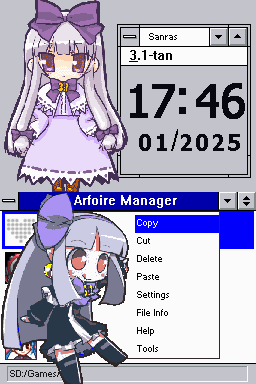 Sanras
3.1-tan
17:46
01/2025
Arfoire Manager
Copy
Cut
Delete
Paste
Settings
File Info
Help
Tools
SD:/Games/